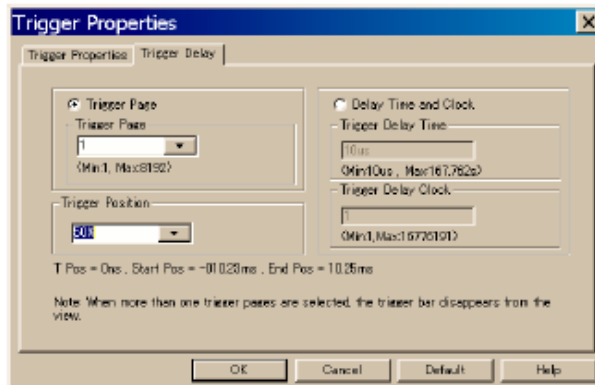 Trigger Properties
Trigger Properties
Trigger Delay
Trigger Page
Trigger Page
1
(Min:1, Max:8192)
Trigger Position
50%
Delay Time and Clock
Trigger Delay Time
10us
(Min:10us , Max:167.762s)
Trigger Delay Clock
1
(Min:1,Max:16776191)
T Pos = 0ns , Start Pos = -010.23ms , End Pos = 10.25ms
Note: When more than one trigger pages are selected, the trigger bar disappears from the
view.
OK
Cancel
Default
Help